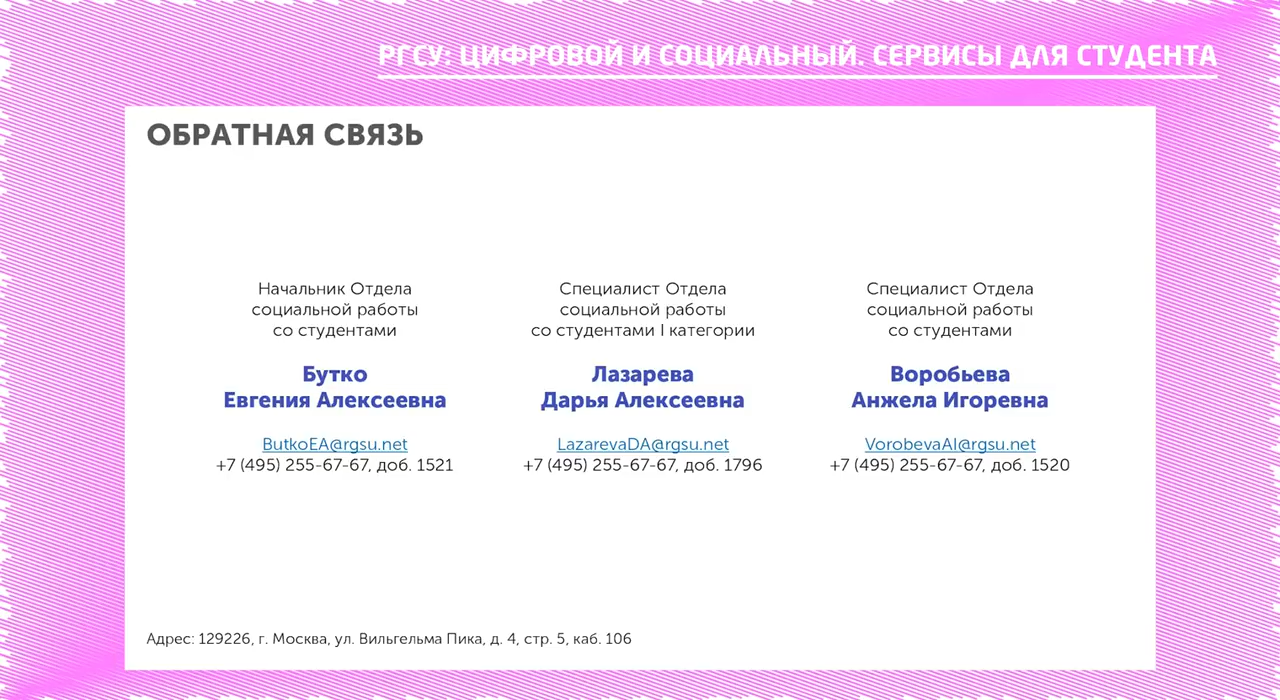 РГСУ: ЦИФРОВОЙ И СОЦИАЛЬНЫЙ. СЕРВИСЫ ДЛЯ СТУДЕНТА
ОБРАТНАЯ СВЯЗЬ
Начальник Отдела
социальной работы
со студентами
Бутко
Евгения Алексеевна
ButkoEA@rgsu.net
+7 (495) 255-67-67, доб. 1521
Специалист Отдела
социальной работы
со студентами I категории
Лазарева
Дарья Алексеевна
LazarevaDA@rgsu.net
+7 (495) 255-67-67, доб. 1796
Специалист Отдела
социальной работы
со студентами
Воробьева
Анжела Игоревна
VorobevaAI@rgsu.net
+7 (495) 255-67-67, доб. 1520
Адрес: 129226, г. Москва, ул. Вильгельма Пика, д. 4, стр. 5, каб. 106